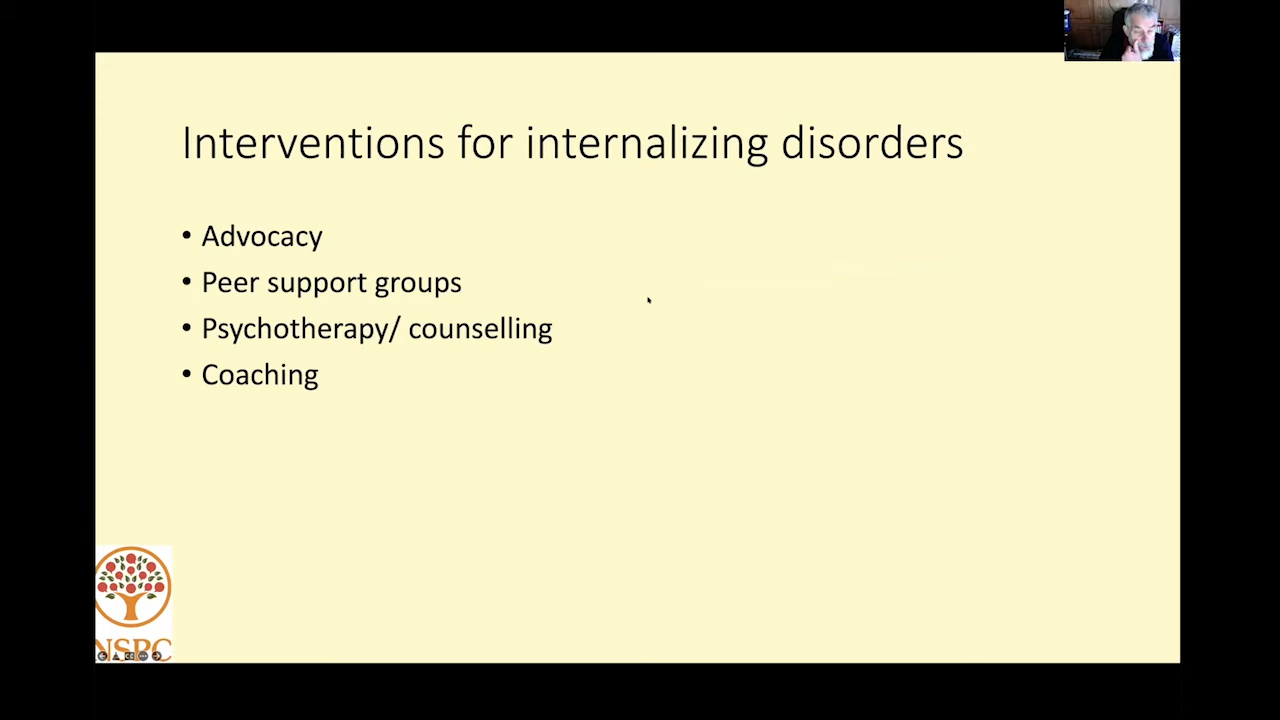 Interventions for internalizing disorders
• Advocacy
• Peer support groups
• Psychotherapy/ counselling
• Coaching
NSPC